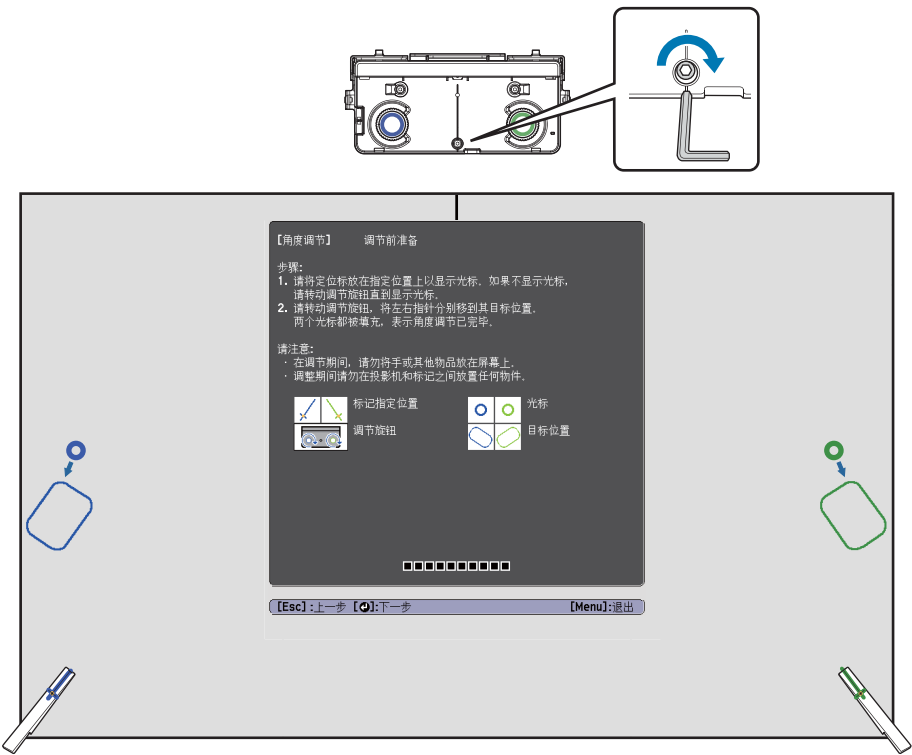 【角度调节】 调节前准备
步骤:
1. 请将定位标放在指定位置上以显示光标．如果不显示光标，
请转动调节旋钮直到显示光标．
2. 请转动调节旋钮，将左右指针分别移到其目标位置．
两个光标都被填充，表示角度调节已完毕．
请注意:
· 在调节期间，请勿将手或其他物品放在屏幕上．
· 调整期间请勿在投影机和标记之间放置任何物件．
标记指定位置 光标
调节旋钮 目标位置
[Esc] :上一步 [↵]:下一步 [Menu]:退出